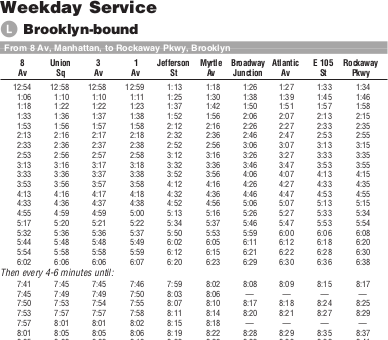 Weekday Service
L Brooklyn-bound
From 8 Av, Manhattan, to Rockaway Pkwy, Brooklyn
8 Union 3 1 Jefferson Myrtle Broadway Atlantic E 105 Rockaway
Av Sq Av Av St Av Junction Av St Pkwy
12:54 12:58 12:58 12:59 1:13 1:18 1:26 1:27 1:33 1:34
1:06 1:10 1:10 1:11 1:25 1:30 1:38 1:39 1:45 1:46
1:18 1:22 1:22 1:23 1:37 1:42 1:50 1:51 1:57 1:58
1:33 1:36 1:37 1:38 1:52 1:56 2:06 2:07 2:13 2:15
1:53 1:56 1:57 1:58 2:12 2:16 2:26 2:27 2:33 2:35
2:13 2:16 2:17 2:18 2:32 2:36 2:46 2:47 2:53 2:55
2:33 2:36 2:37 2:38 2:52 2:56 3:06 3:07 3:13 3:15
2:53 2:56 2:57 2:58 3:12 3:16 3:26 3:27 3:33 3:35
3:13 3:16 3:17 3:18 3:32 3:36 3:46 3:47 3:53 3:55
3:33 3:36 3:37 3:38 3:52 3:56 4:06 4:07 4:13 4:15
3:53 3:56 3:57 3:58 4:12 4:16 4:26 4:27 4:33 4:35
4:13 4:16 4:17 4:18 4:32 4:36 4:46 4:47 4:53 4:55
4:33 4:36 4:37 4:38 4:52 4:56 5:06 5:07 5:13 5:15
4:55 4:59 4:59 5:00 5:13 5:16 5:26 5:27 5:33 5:34
5:17 5:20 5:21 5:22 5:34 5:37 5:46 5:47 5:53 5:54
5:32 5:36 5:36 5:37 5:50 5:53 5:59 6:00 6:06 6:08
5:44 5:48 5:48 5:49 6:02 6:05 6:11 6:12 6:18 6:20
5:54 5:58 5:58 5:59 6:12 6:15 6:21 6:22 6:28 6:30
6:02 6:06 6:06 6:07 6:20 6:23 6:29 6:30 6:36 6:38
Then every 4-6 minutes until:
7:41 7:45 7:45 7:46 7:59 8:02 8:08 8:09 8:15 8:17
7:45 7:49 7:49 7:50 8:03 8:06 — — — —
7:50 7:53 7:54 7:55 8:07 8:10 8:17 8:18 8:24 8:25
7:53 7:57 7:57 7:58 8:11 8:14 8:20 8:21 8:27 8:29
7:57 8:01 8:01 8:02 8:15 8:18 — — — —
8:01 8:05 8:05 8:06 8:19 8:22 8:28 8:29 8:35 8:37